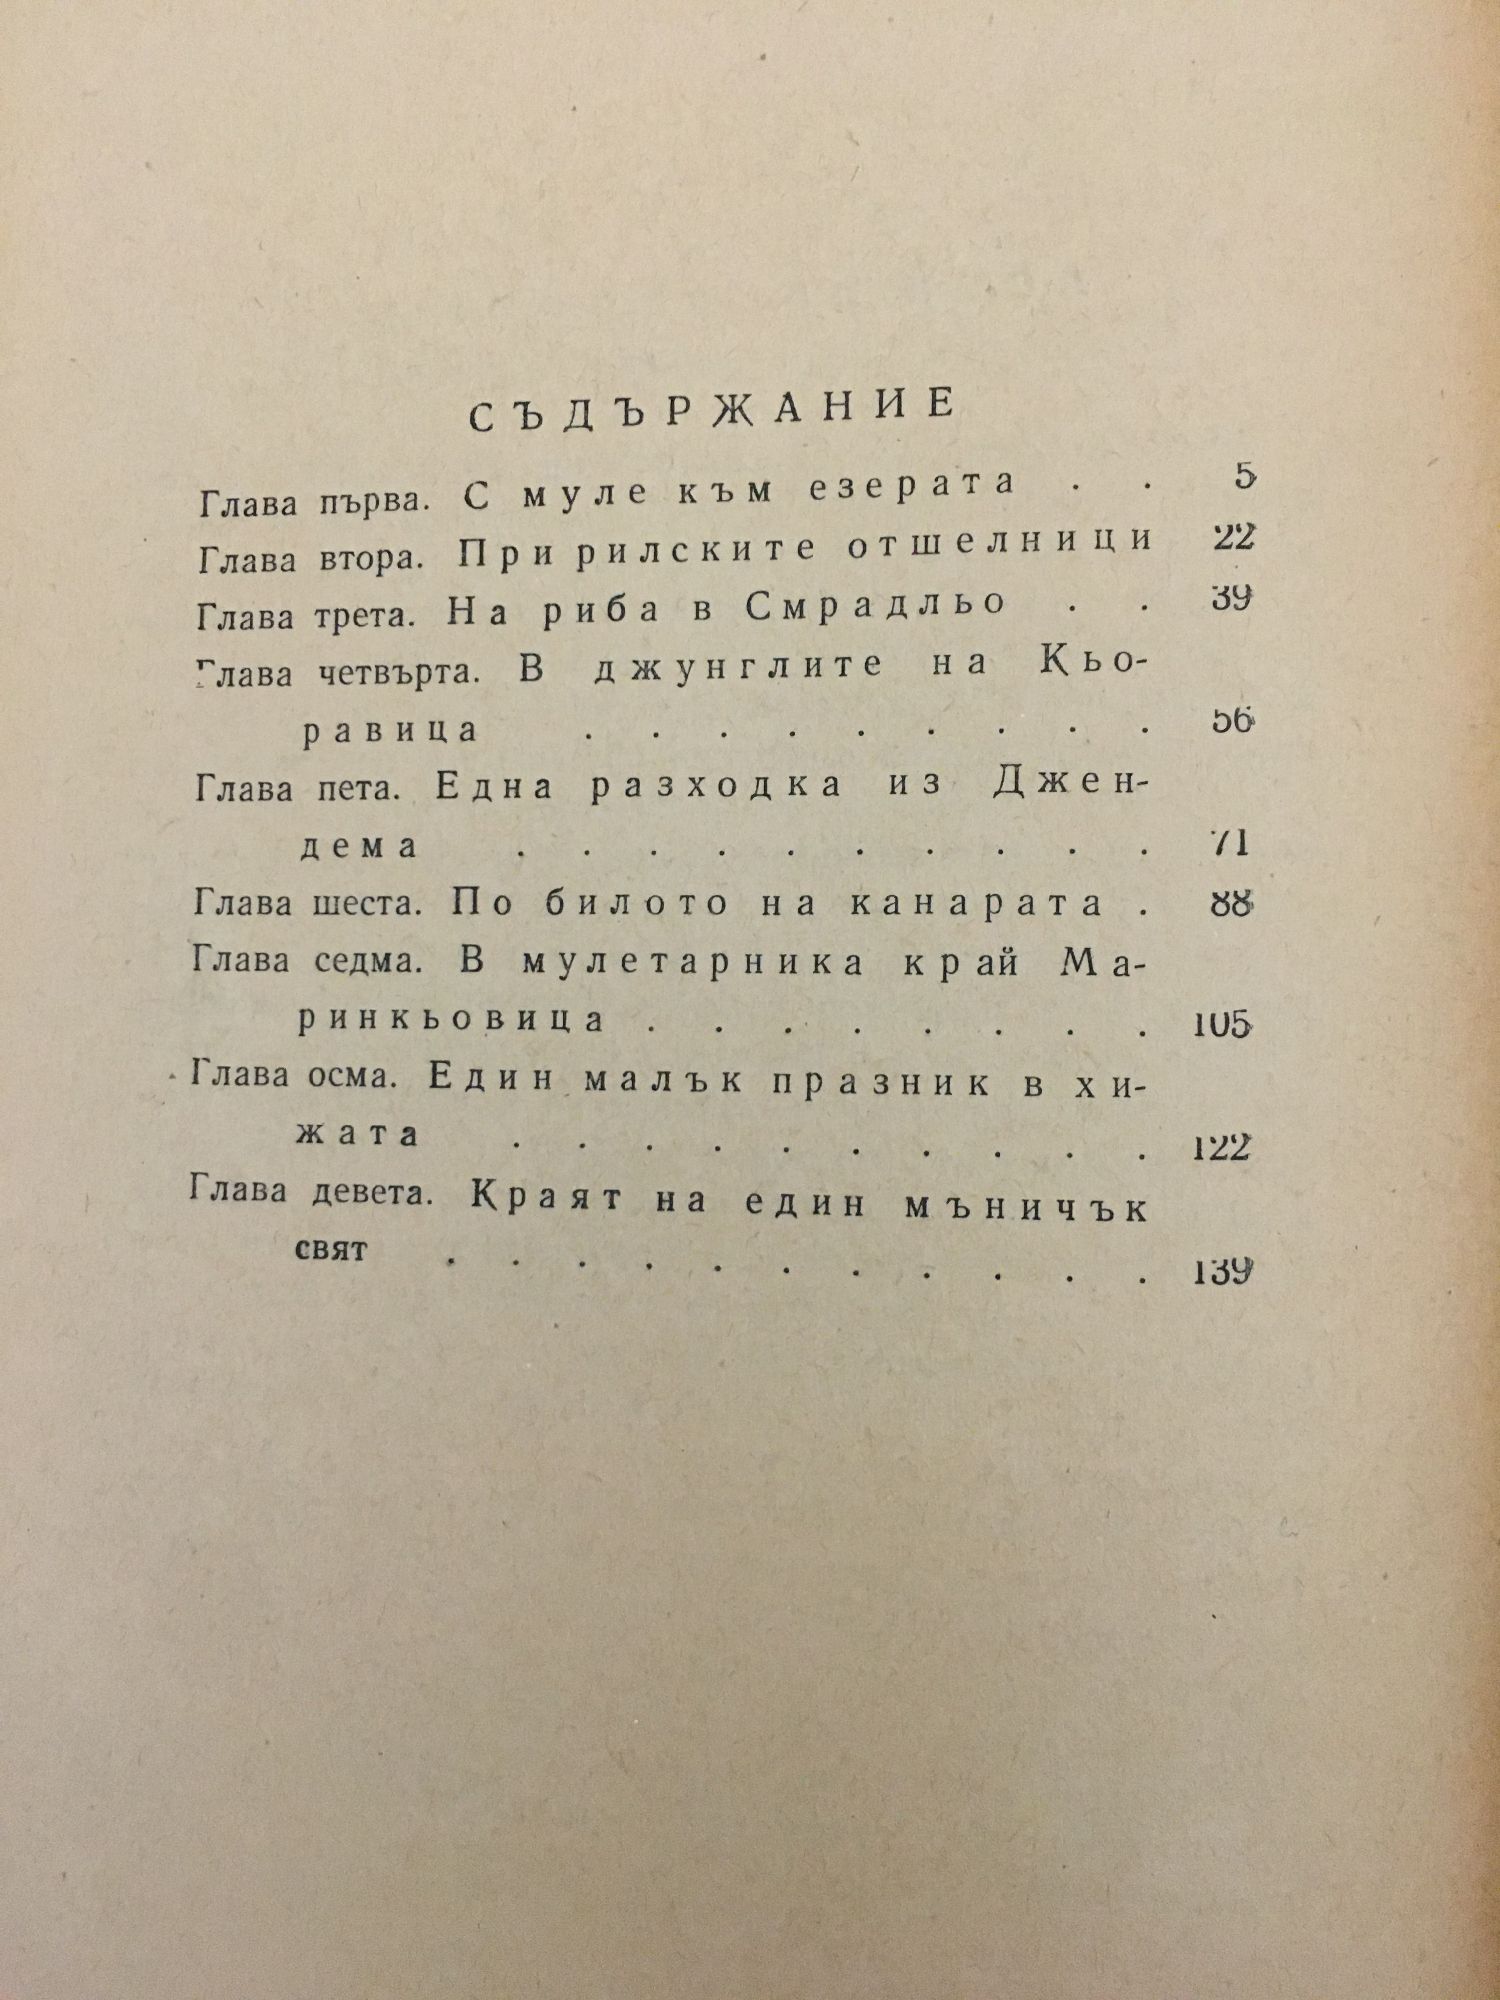 СЪДЪРЖАНИЕ
Глава първа. С муле към езерата . . 5
Глава втора. При рилските отшелници 22
Глава трета. На риба в Смрадльо . . 39
Глава четвърта. В джунглите на Кьо-
равица . . . . . . . . . 56
Глава пета. Една разходка из Джен-
дема . . . . . . . . . . 71
Глава шеста. По билото на канарата . 88
Глава седма. В мулетарника край Ма-
ринкьовица . . . . . . . . 105
Глава осма. Един малък празник в хи-
жата . . . . . . . . . . 122
Глава девета. Краят на един мъничък
свят . . . . . . . . . . . 139